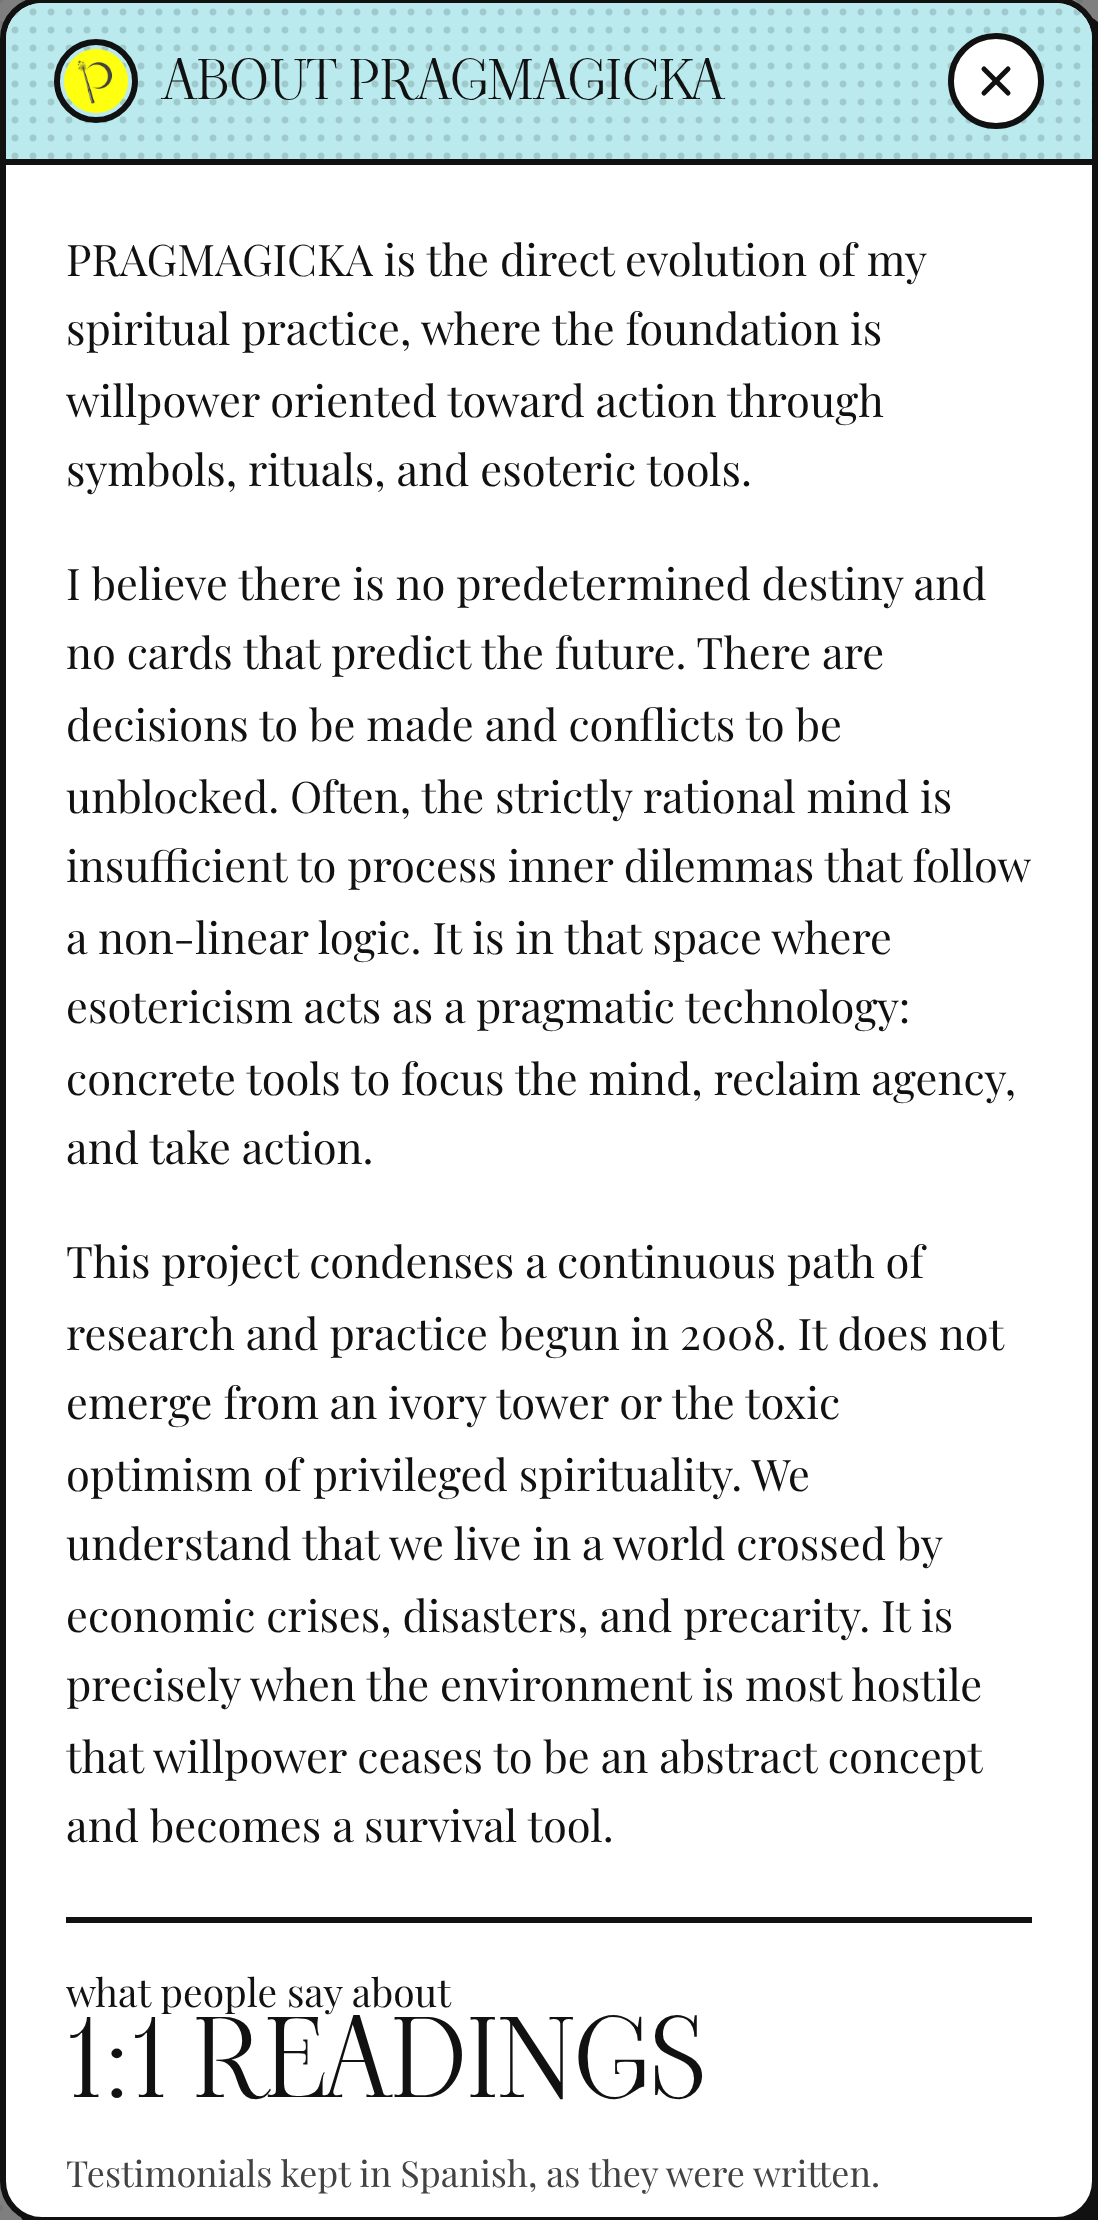 P ABOUT PRAGMAGICKA
PRAGMAGICKA is the direct evolution of my
spiritual practice, where the foundation is
willpower oriented toward action through
symbols, rituals, and esoteric tools.
I believe there is no predetermined destiny and
no cards that predict the future. There are
decisions to be made and conflicts to be
unblocked. Often, the strictly rational mind is
insufficient to process inner dilemmas that follow
a non-linear logic. It is in that space where
esotericism acts as a pragmatic technology:
concrete tools to focus the mind, reclaim agency,
and take action.
This project condenses a continuous path of
research and practice begun in 2008. It does not
emerge from an ivory tower or the toxic
optimism of privileged spirituality. We
understand that we live in a world crossed by
economic crises, disasters, and precarity. It is
precisely when the environment is most hostile
that willpower ceases to be an abstract concept
and becomes a survival tool.
what people say about
1:1 READINGS
Testimonials kept in Spanish, as they were written.